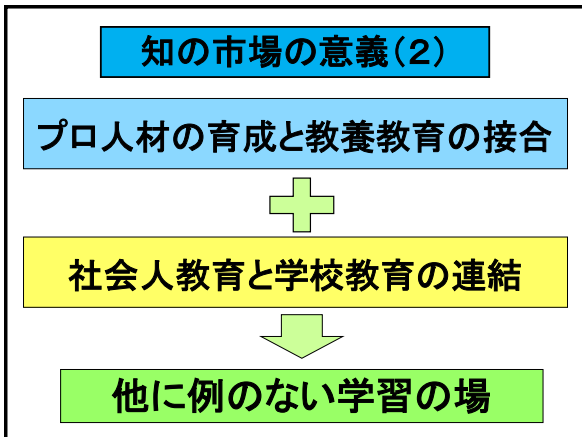 知の市場の意義(2)
プロ人材の育成と教養教育の接合
社会人教育と学校教育の連結
他に例のない学習の場